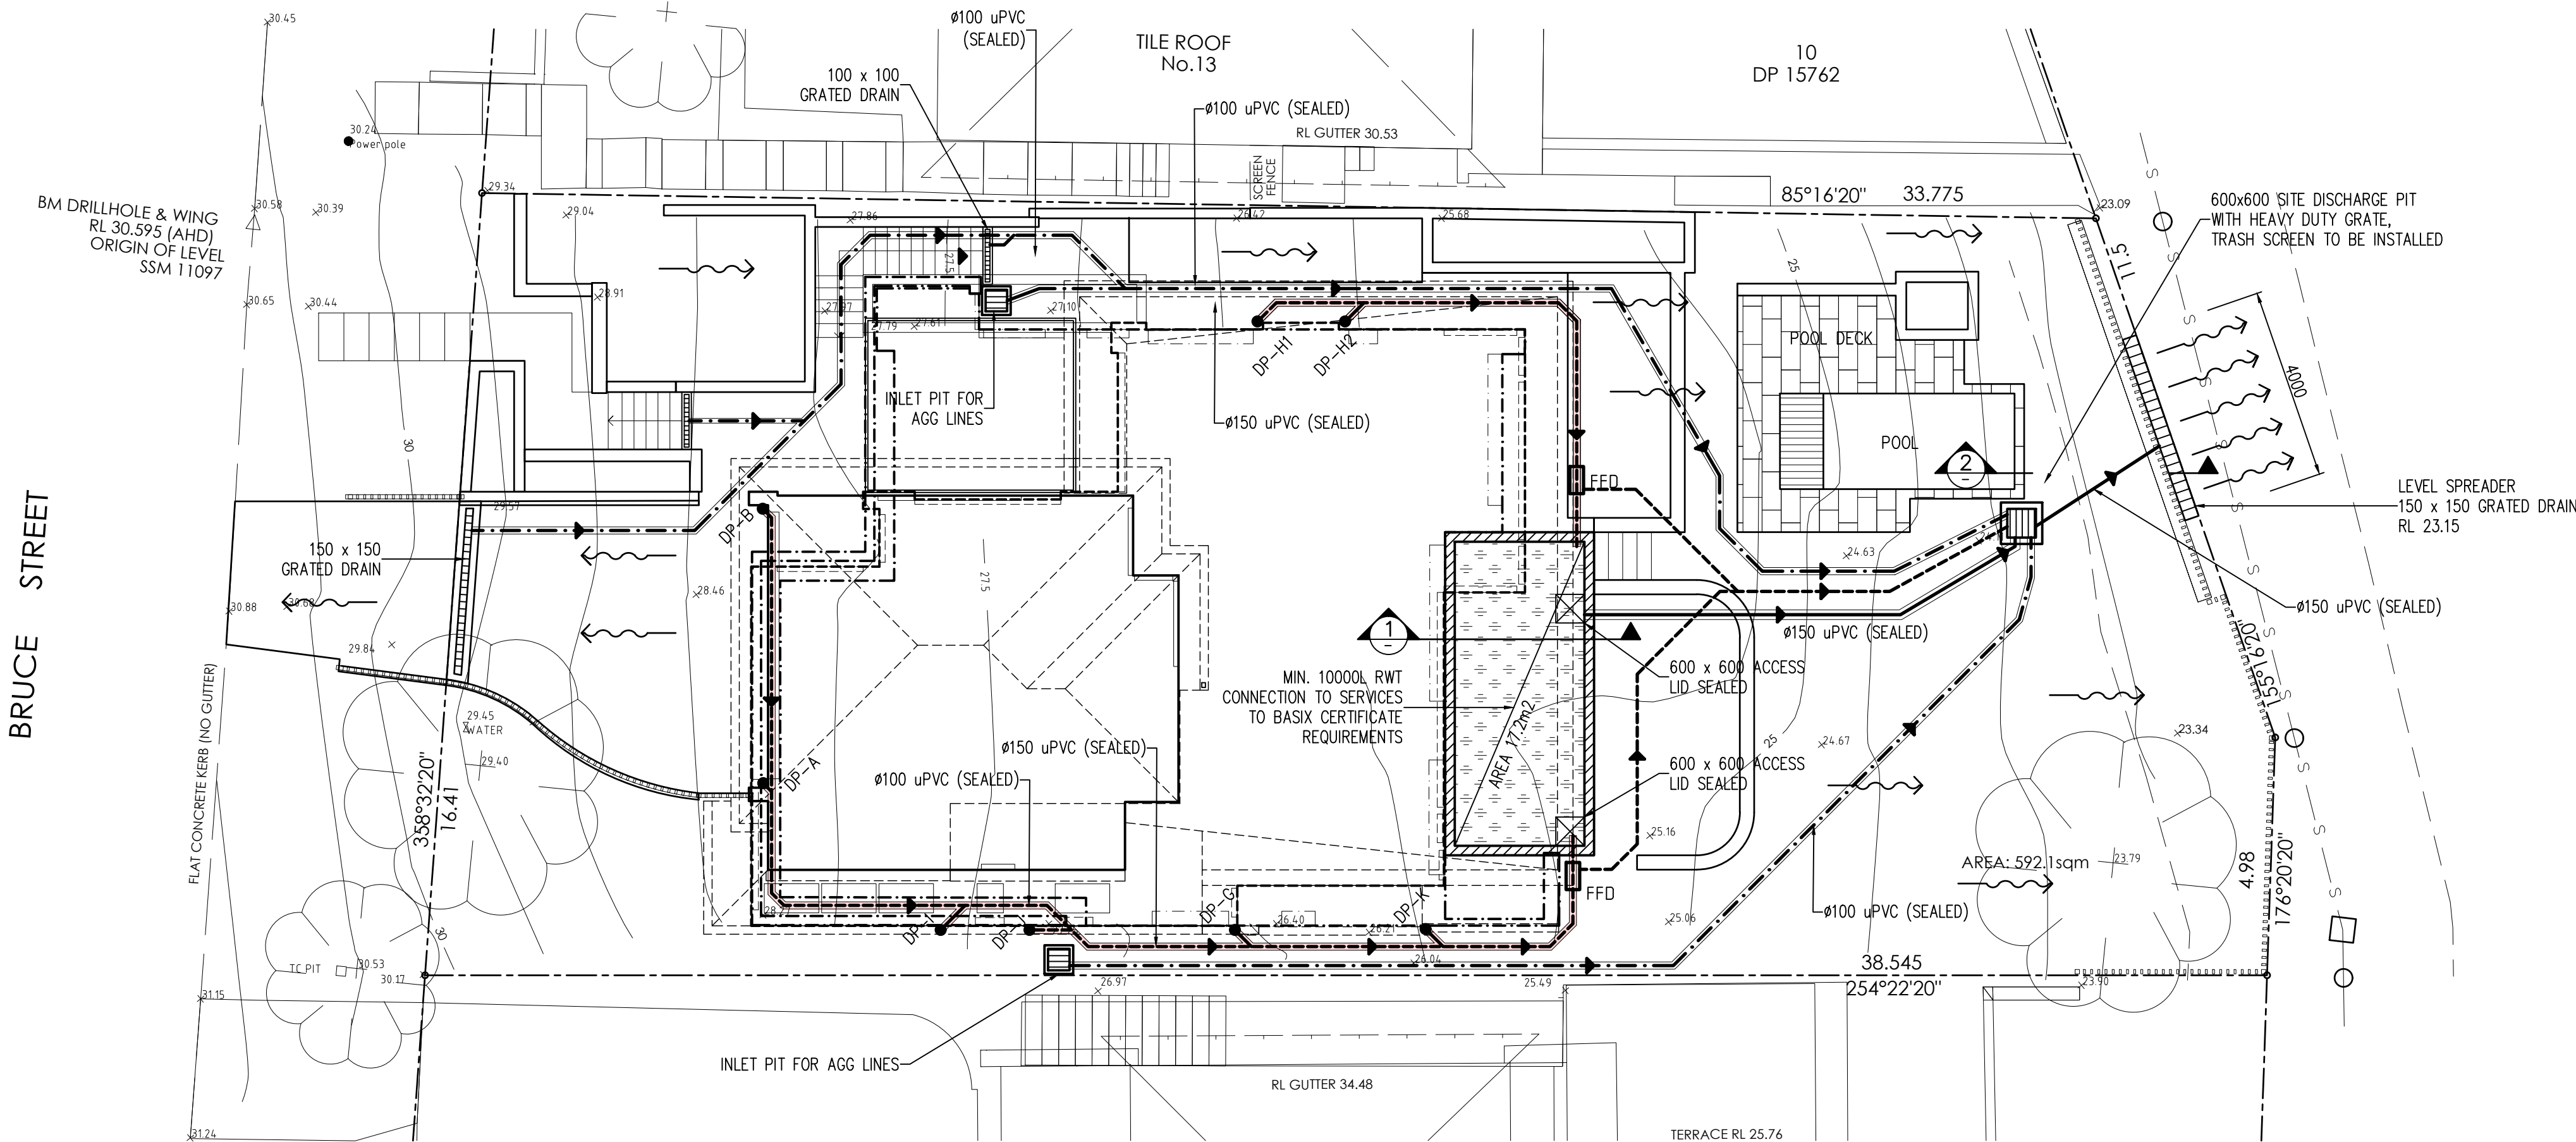 30.45
ø100 uPVC
(SEALED)
TILE ROOF
No.13
10
DP 15762
100 x 100
GRATED DRAIN
ø100 uPVC (SEALED)
RL GUTTER 30.53
30.24
Power pole
SCREEN
FENCE
29.34
BM DRILLHOLE & WING
RL 30.595 (AHD)
ORIGIN OF LEVEL
SSM 11097
30.58
30.39
29.04
27.86
26.42
25.68
85°16'20"
33.775
23.09
600x600 SITE DISCHARGE PIT
WITH HEAVY DUTY GRATE,
TRASH SCREEN TO BE INSTALLED
S
S
11.5
27.5
25
30.65
30.44
28.91
27.97
27.79
27.61
27.10
DP-H1
DP-H2
POOL DECK
S
S
4000
30
INLET PIT FOR
AGG LINES
ø150 uPVC (SEALED)
POOL
2
-
S
FFD
LEVEL SPREADER
150 x 150 GRATED DRAIN
RL 23.15
BRUCE STREET
29.57
DP-B
150 x 150
GRATED DRAIN
27.5
24.63
S
S
30.88
30.68
28.46
1
-
ø150 uPVC (SEALED)
ø150 uPVC (SEALED)
S
155°16'20"
29.84
MIN. 10000L RWT
CONNECTION TO SERVICES
TO BASIX CERTIFICATE
REQUIREMENTS
600 x 600 ACCESS
LID SEALED
FLAT CONCRETE KERB (NO GUTTER)
29.45
WATER
29.40
DP-A
ø150 uPVC (SEALED)
ø100 uPVC (SEALED)
AREA 17.2m2
25
24.67
23.34
S
S
600 x 600 ACCESS
LID SEALED
358°32'20"
16.41
25.16
S
AREA: 592.1sqm
23.79
4.98
176°20'20"
FFD
DP-G
DP-K
26.40
26.21
25.06
ø100 uPVC (SEALED)
S
30
TC PIT
30.53
30.17
26.04
38.545
254°22'20"
31.15
26.97
25.49
23.90
INLET PIT FOR AGG LINES
RL GUTTER 34.48
31.24
TERRACE RL 25.76